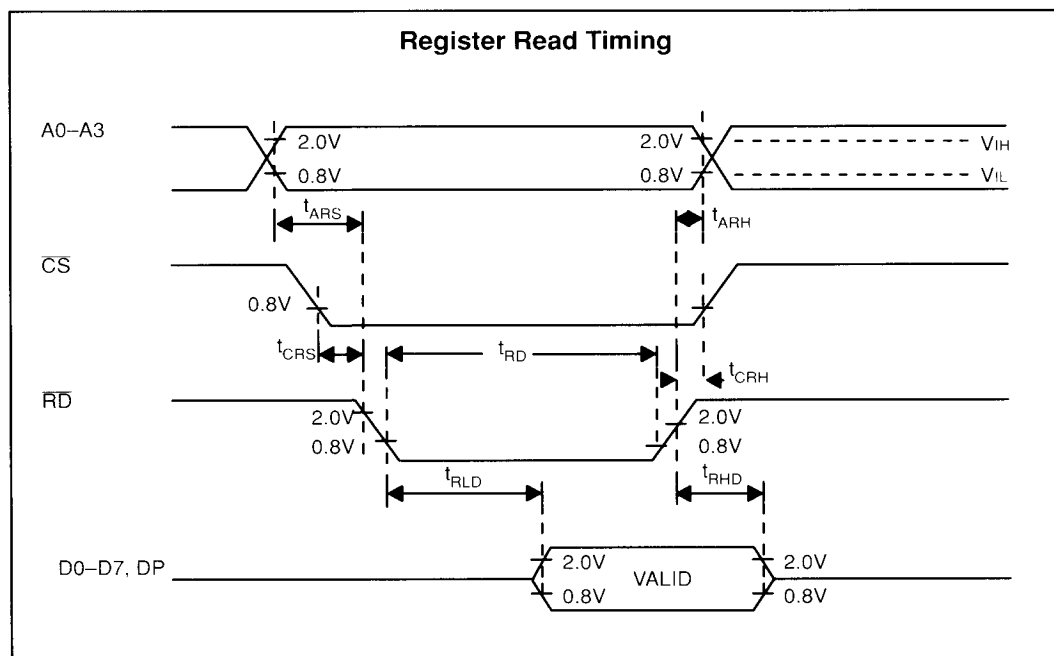 Register Read Timing
A0–A3
2.0V
2.0V
VIH
0.8V
0.8V
VIL
tARS
tARH
CS
0.8V
tCRS
tRD
tCRH
RD
2.0V
2.0V
0.8V
0.8V
tRLD
tRHD
D0–D7, DP
2.0V
VALID
2.0V
0.8V
0.8V